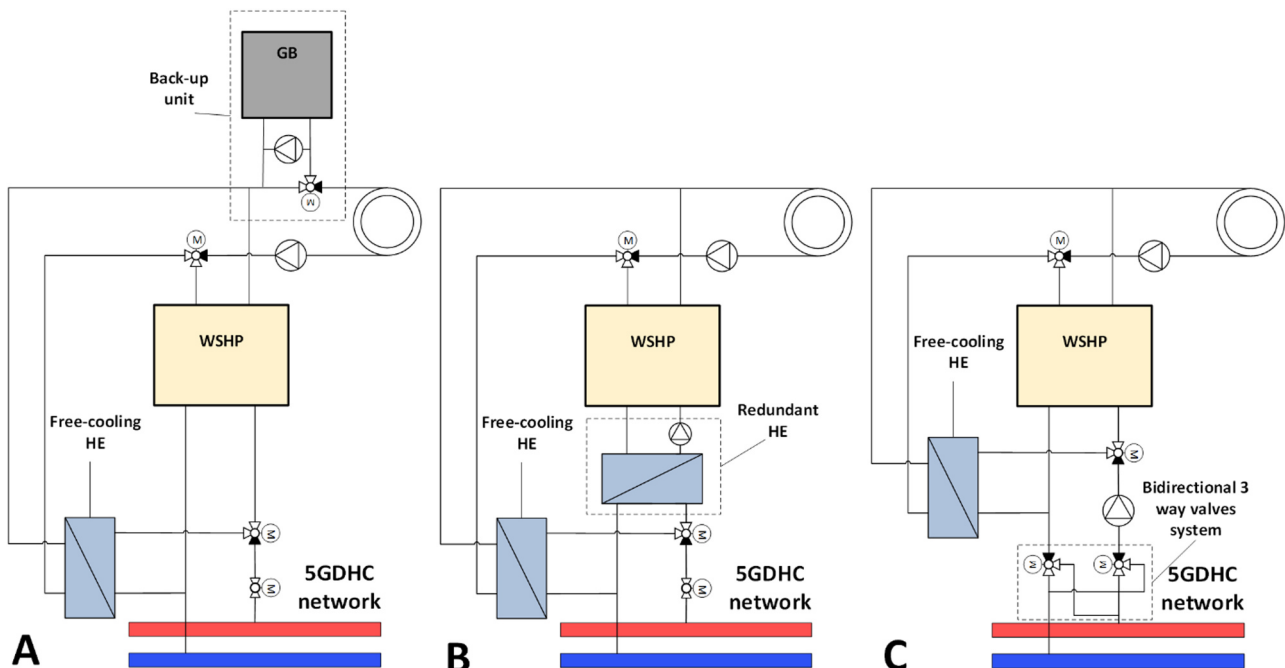 GB
Back-up
unit
M
M
WSHP
Free-cooling
HE
M
M
5GDHC
network
A
M
WSHP
Free-cooling
HE
Redundant
HE
M
M
5GDHC
network
B
M
WSHP
Free-cooling
HE
M
Bidirectional 3
way valves
system
M
M
5GDHC
network
C